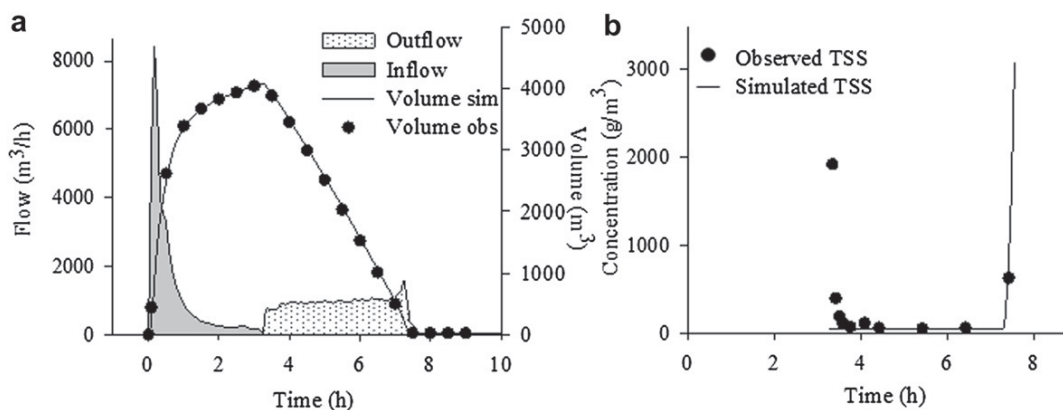 a
8000
6000
4000
2000
0
Flow (m³/h)
0 2 4 6 8 10
Time (h)
5000
4000
3000
2000
1000
0
Volume (m³)
Outflow
Inflow
Volume sim
Volume obs
b
3000
2000
1000
0
Concentration (g/m³)
0 2 4 6 8
Time (h)
Observed TSS
Simulated TSS